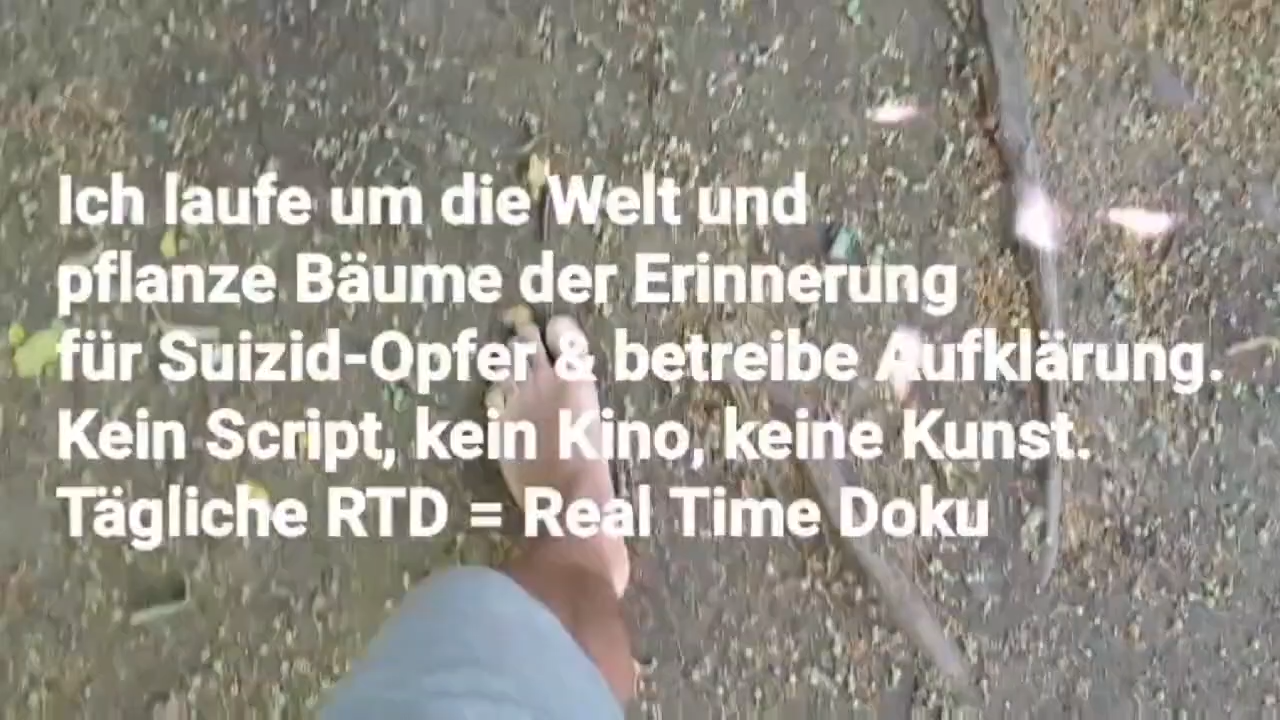 Ich laufe um die Welt und
pflanze Bäume der Erinnerung
für Suizid-Opfer & betreibe Aufklärung.
Kein Script, kein Kino, keine Kunst.
Tägliche RTD = Real Time Doku